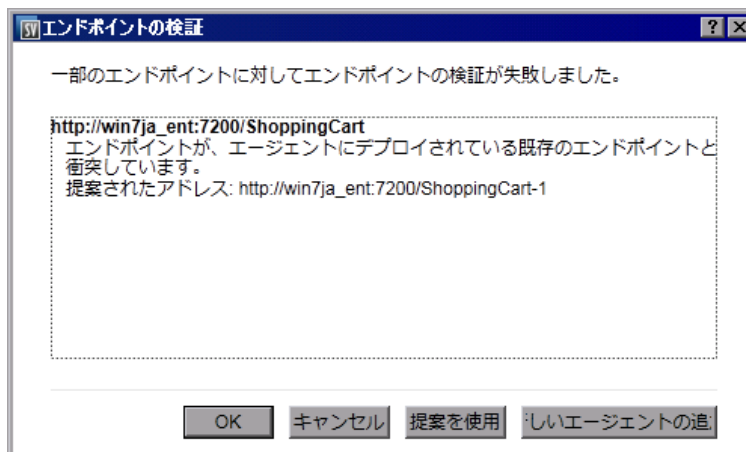 SV エンドポイントの検証
一部のエンドポイントに対してエンドポイントの検証が失敗しました。
http://win7ja_ent:7200/ShoppingCart
エンドポイントが、エージェントにデプロイされている既存のエンドポイントと
衝突しています。
提案されたアドレス: http://win7ja_ent:7200/ShoppingCart-1
OK キャンセル 提案を使用 しいエージェントの追